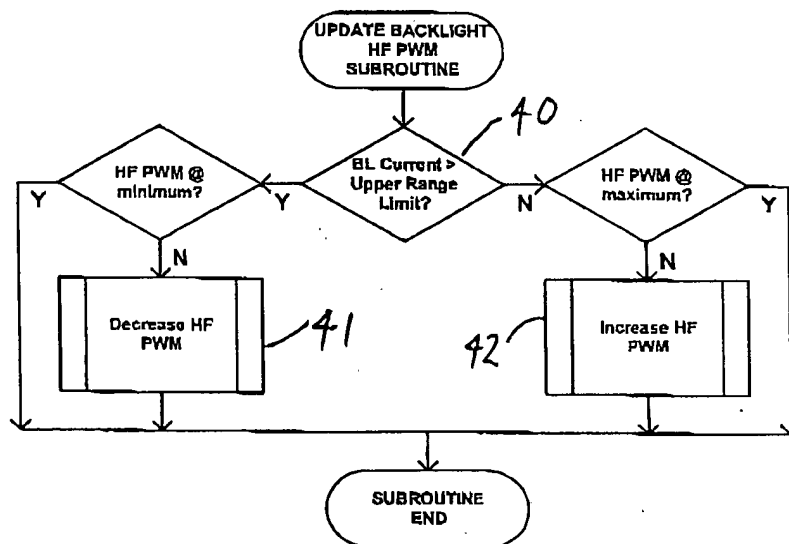 UPDATE BACKLIGHT
HF PWM
SUBROUTINE
40
HF PWM @
minimum?
BL Current >
Upper Range
Limit?
HF PWM @
maximum?
Y
Y
N
Y
N
N
Decrease HF
PWM
41
42
Increase HF
PWM
SUBROUTINE
END